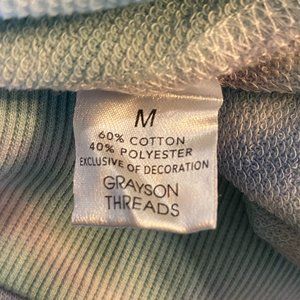 M
60% COTTON
40% POLYESTER
EXCLUSIVE OF DECORATION
GRAYSON
THREADS